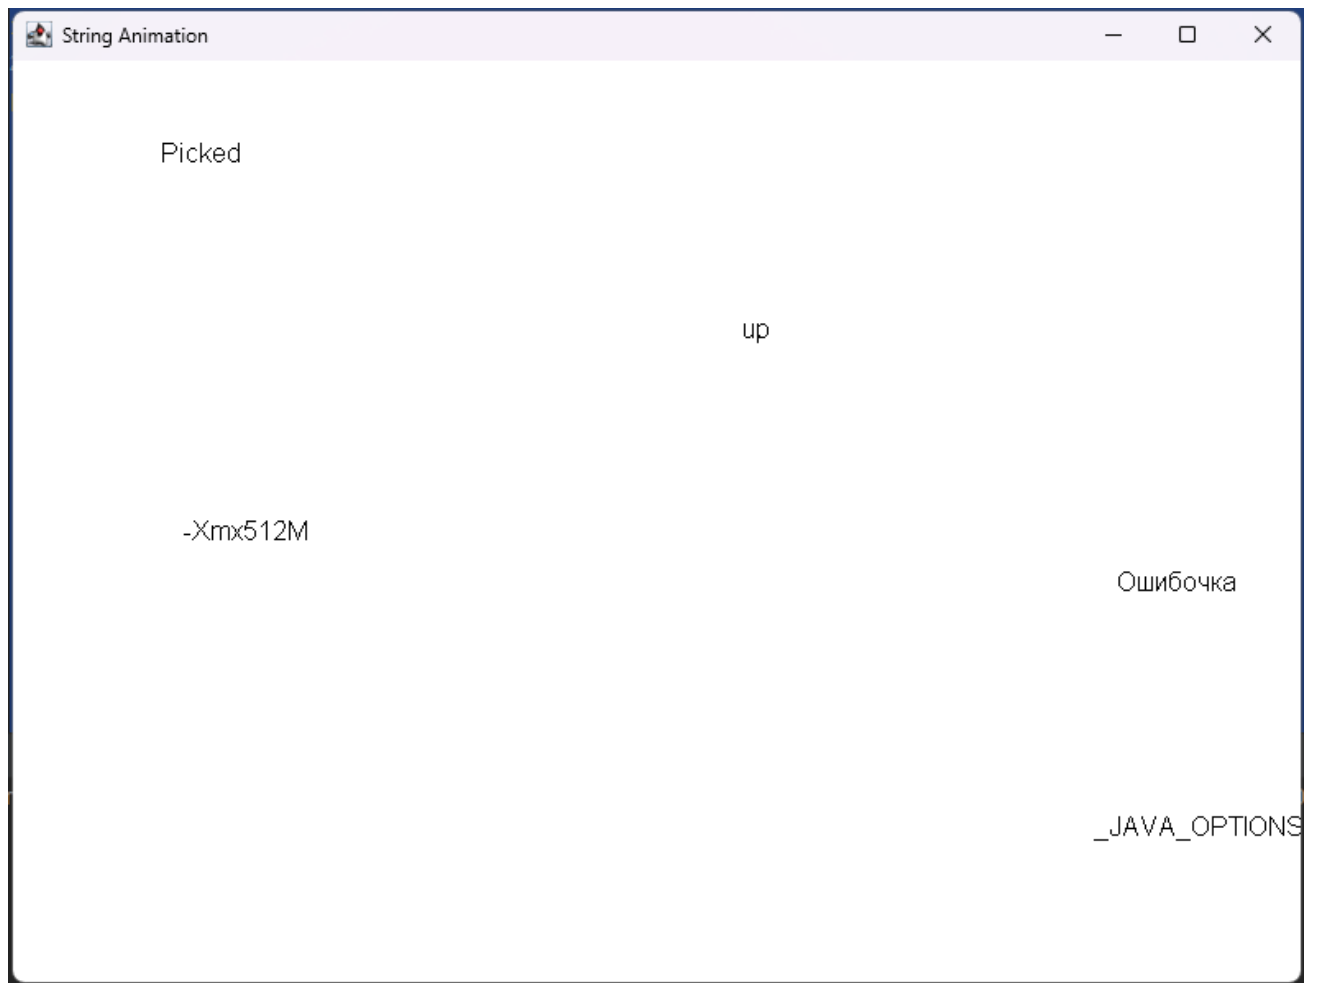 String Animation
Picked
up
-Xmx512M
Ошибочка
_JAVA_OPTIONS